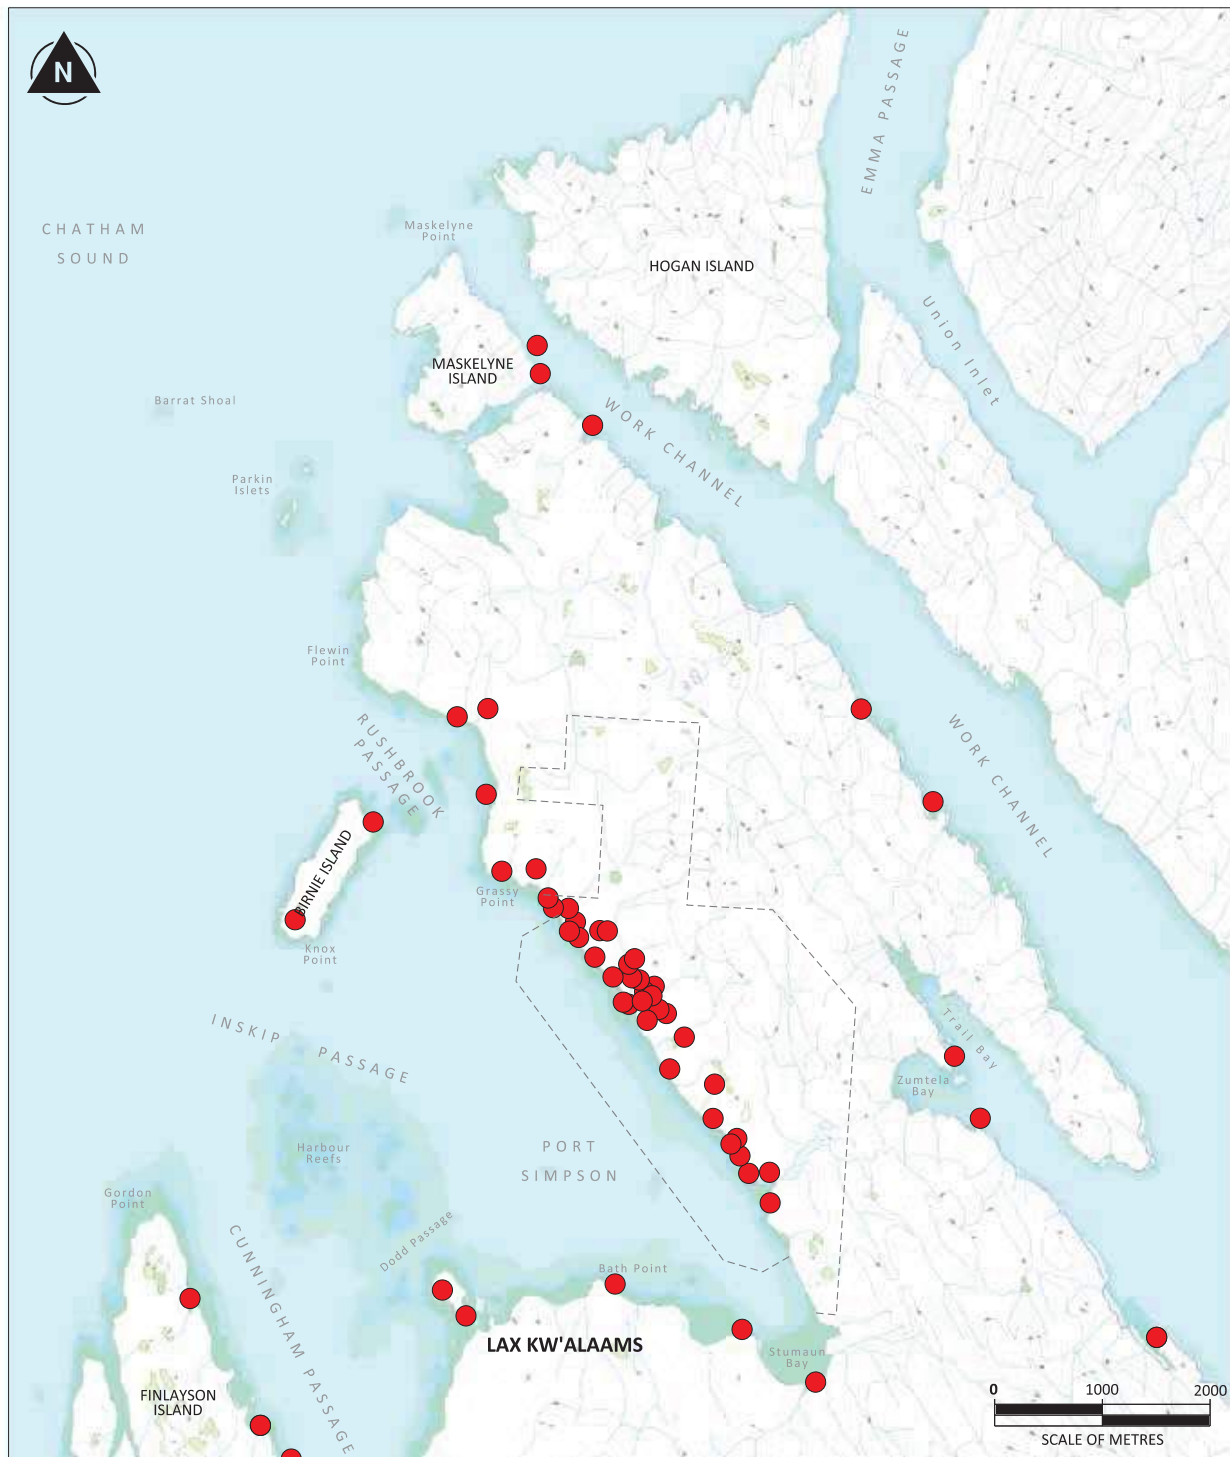 N
EMMA PASSAGE
CHATHAM
SOUND
Maskelyne
Point
HOGAN ISLAND
Union Inlet
MASKELYNE
ISLAND
Barrat Shoal
WORK CHANNEL
Parkin
Islets
Flewin
Point
RUSHBROOK
PASSAGE
WORK CHANNEL
BIRNIE ISLAND
Grassy
Point
Knox
Point
INSKIP PASSAGE
Trail Bay
Zumtela
Bay
Harbour
Reefs
PORT
SIMPSON
Gordon
Point
Dodd Passage
CUNNINGHAM PASSAGE
Bath Point
LAX KW'ALAAMS
Stumaun
Bay
FINLAYSON
ISLAND
0 1000 2000
SCALE OF METRES